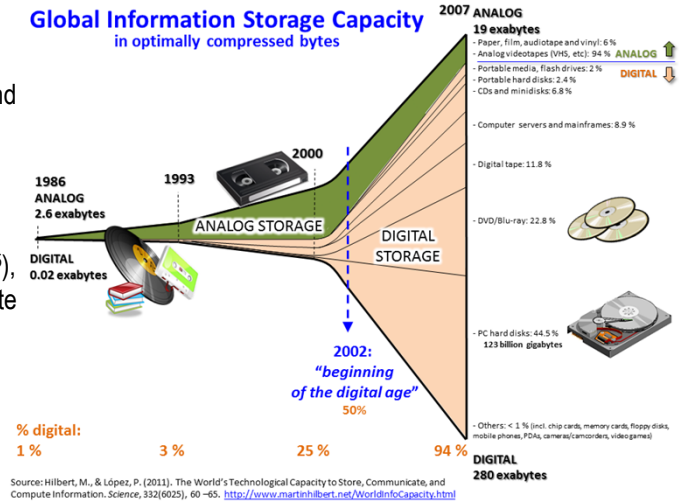 Global Information Storage Capacity
in optimally compressed bytes
2007 ANALOG
19 exabytes
- Paper, film, audiotape and vinyl: 6 %
- Analog videotapes (VHS, etc): 94 %
ANALOG
- Portable media, flash drives: 2 %
DIGITAL
- Portable hard disks: 2.4 %
- CDs and minidisks: 6.8 %
- Computer servers and mainframes: 8.9 %
- Digital tape: 11.8 %
- DVD/Blu-ray: 22.8 %
- PC hard disks: 44.5 %
123 billion gigabytes
- Others: < 1 % (incl. chip cards, memory cards, floppy disks,
mobile phones, PDAs, cameras/camcorders, video games)
DIGITAL
280 exabytes
nd
1986
ANALOG
2.6 exabytes
1993
2000
ANALOG STORAGE
DIGITAL
STORAGE
DIGITAL
0.02 exabytes
),
te
2002:
"beginning
of the digital age"
50%
% digital:
1 %
3 %
25 %
94 %
Source: Hilbert, M., & López, P. (2011). The World's Technological Capacity to Store, Communicate, and
Compute Information. Science, 332(6025), 60 –65. http://www.martinhilbert.net/WorldInfoCapacity.html